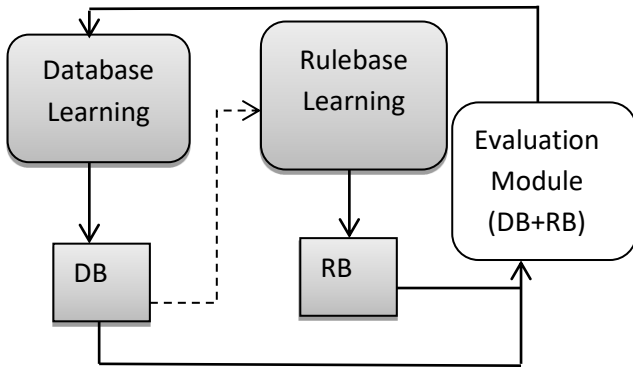 Database
Learning
Rulebase
Learning
Evaluation
Module
(DB+RB)
DB
RB